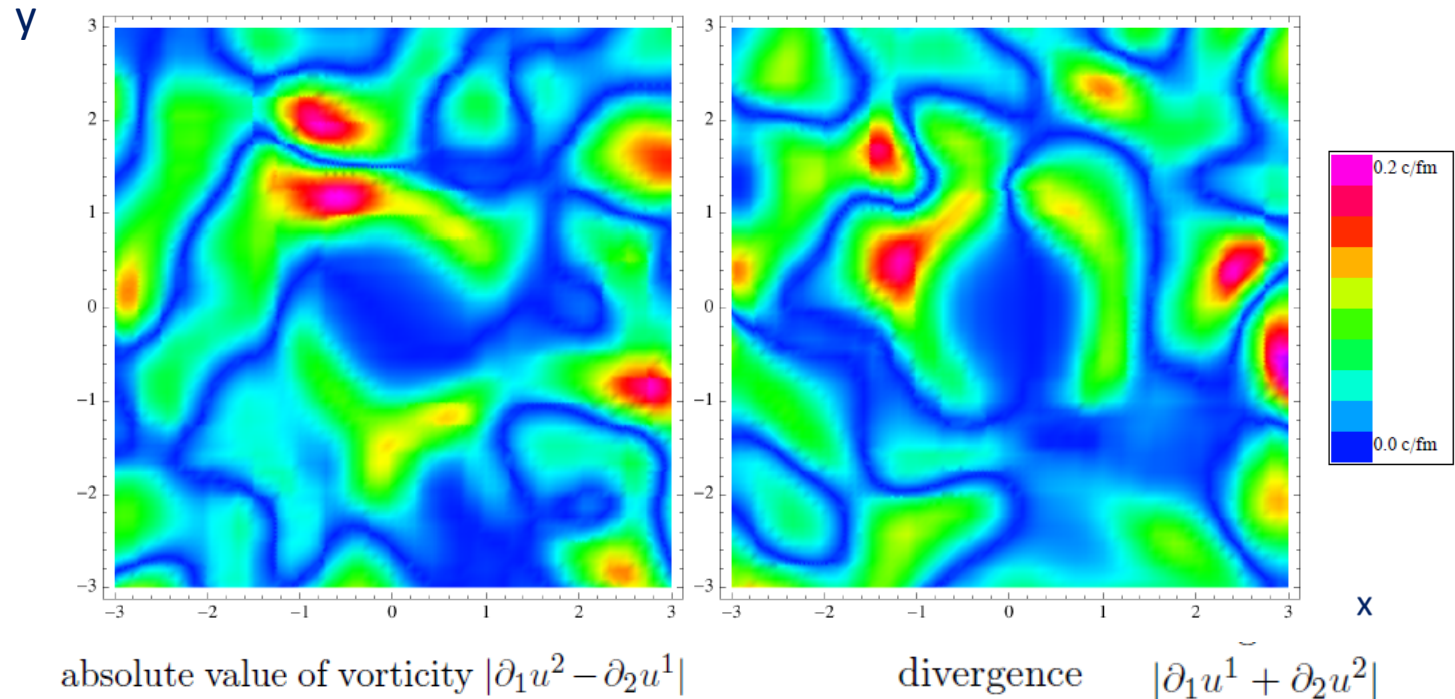 y
3
2
1
0
−1
−2
−3
−3 −2 −1 0 1 2 3
3
2
1
0
−1
−2
−3
−3 −2 −1 0 1 2 3
0.2 c/fm
0.0 c/fm
x
absolute value of vorticity |∂₁u² − ∂₂u¹|
divergence |∂₁u¹ + ∂₂u²|